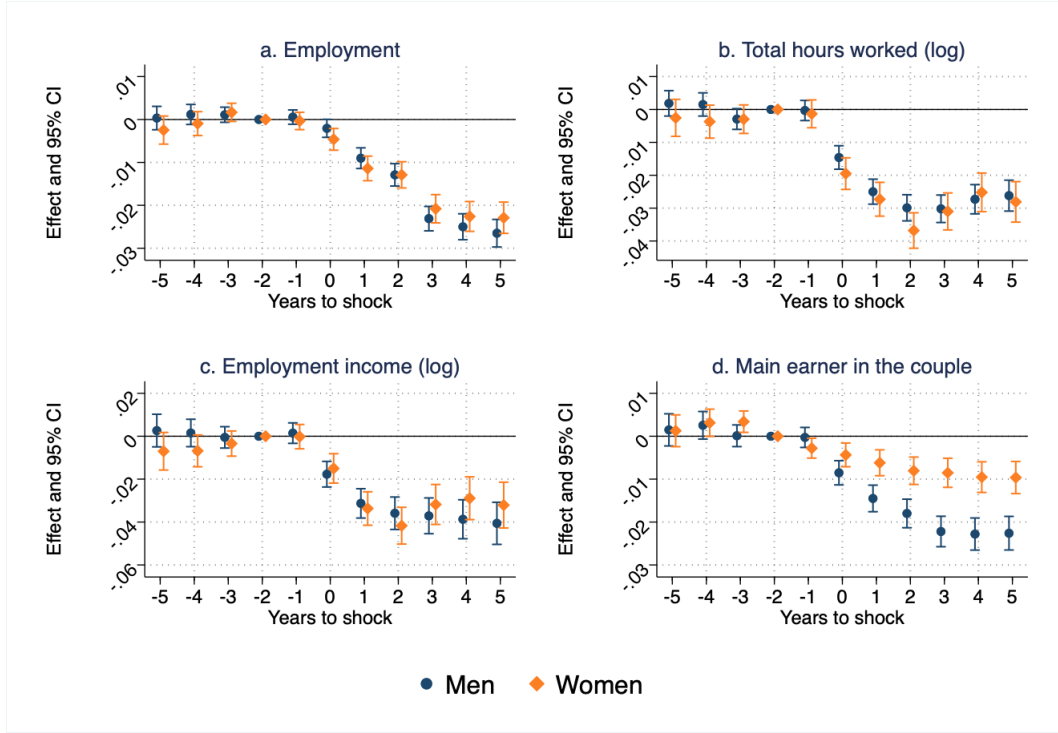 a. Employment
Effect and 95% CI
.01
0
-.01
-.02
-.03
-5 -4 -3 -2 -1 0 1 2 3 4 5
Years to shock
b. Total hours worked (log)
Effect and 95% CI
.01
0
-.01
-.02
-.03
-.04
-5 -4 -3 -2 -1 0 1 2 3 4 5
Years to shock
c. Employment income (log)
Effect and 95% CI
.02
0
-.02
-.04
-.06
-5 -4 -3 -2 -1 0 1 2 3 4 5
Years to shock
d. Main earner in the couple
Effect and 95% CI
.01
0
-.01
-.02
-.03
-5 -4 -3 -2 -1 0 1 2 3 4 5
Years to shock
Men Women